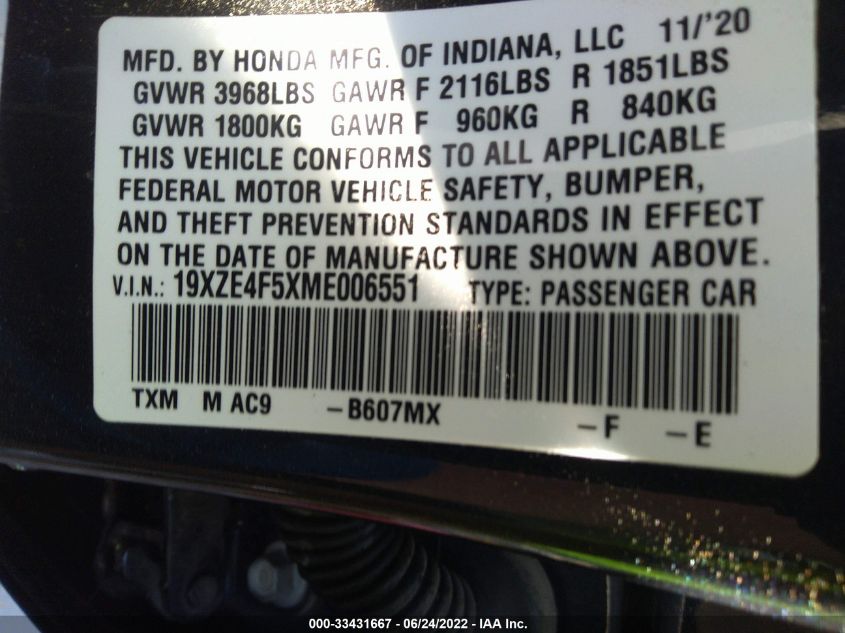 MFD. BY HONDA MFG. OF INDIANA, LLC 11/'20
GVWR 3968LBS GAWR F 2116LBS R 1851LBS
GVWR 1800KG GAWR F 960KG R 840KG
THIS VEHICLE CONFORMS TO ALL APPLICABLE
FEDERAL MOTOR VEHICLE SAFETY, BUMPER,
AND THEFT PREVENTION STANDARDS IN EFFECT
ON THE DATE OF MANUFACTURE SHOWN ABOVE.
V.I.N.: 19XZE4F5XME006551 TYPE: PASSENGER CAR
TXM M AC9 -B607MX -F -E
000-33431667 - 06/24/2022 - IAA Inc.